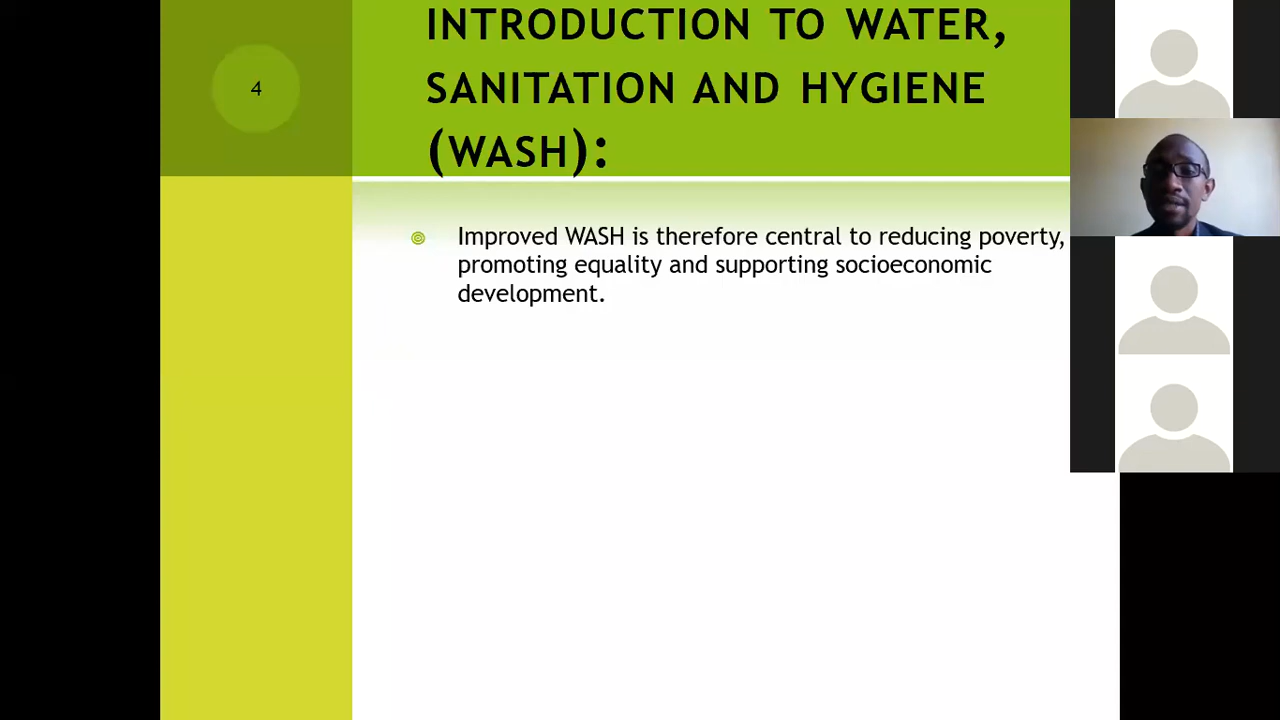 4
INTRODUCTION TO WATER,
SANITATION AND HYGIENE
(WASH):
Improved WASH is therefore central to reducing poverty,
promoting equality and supporting socioeconomic
development.